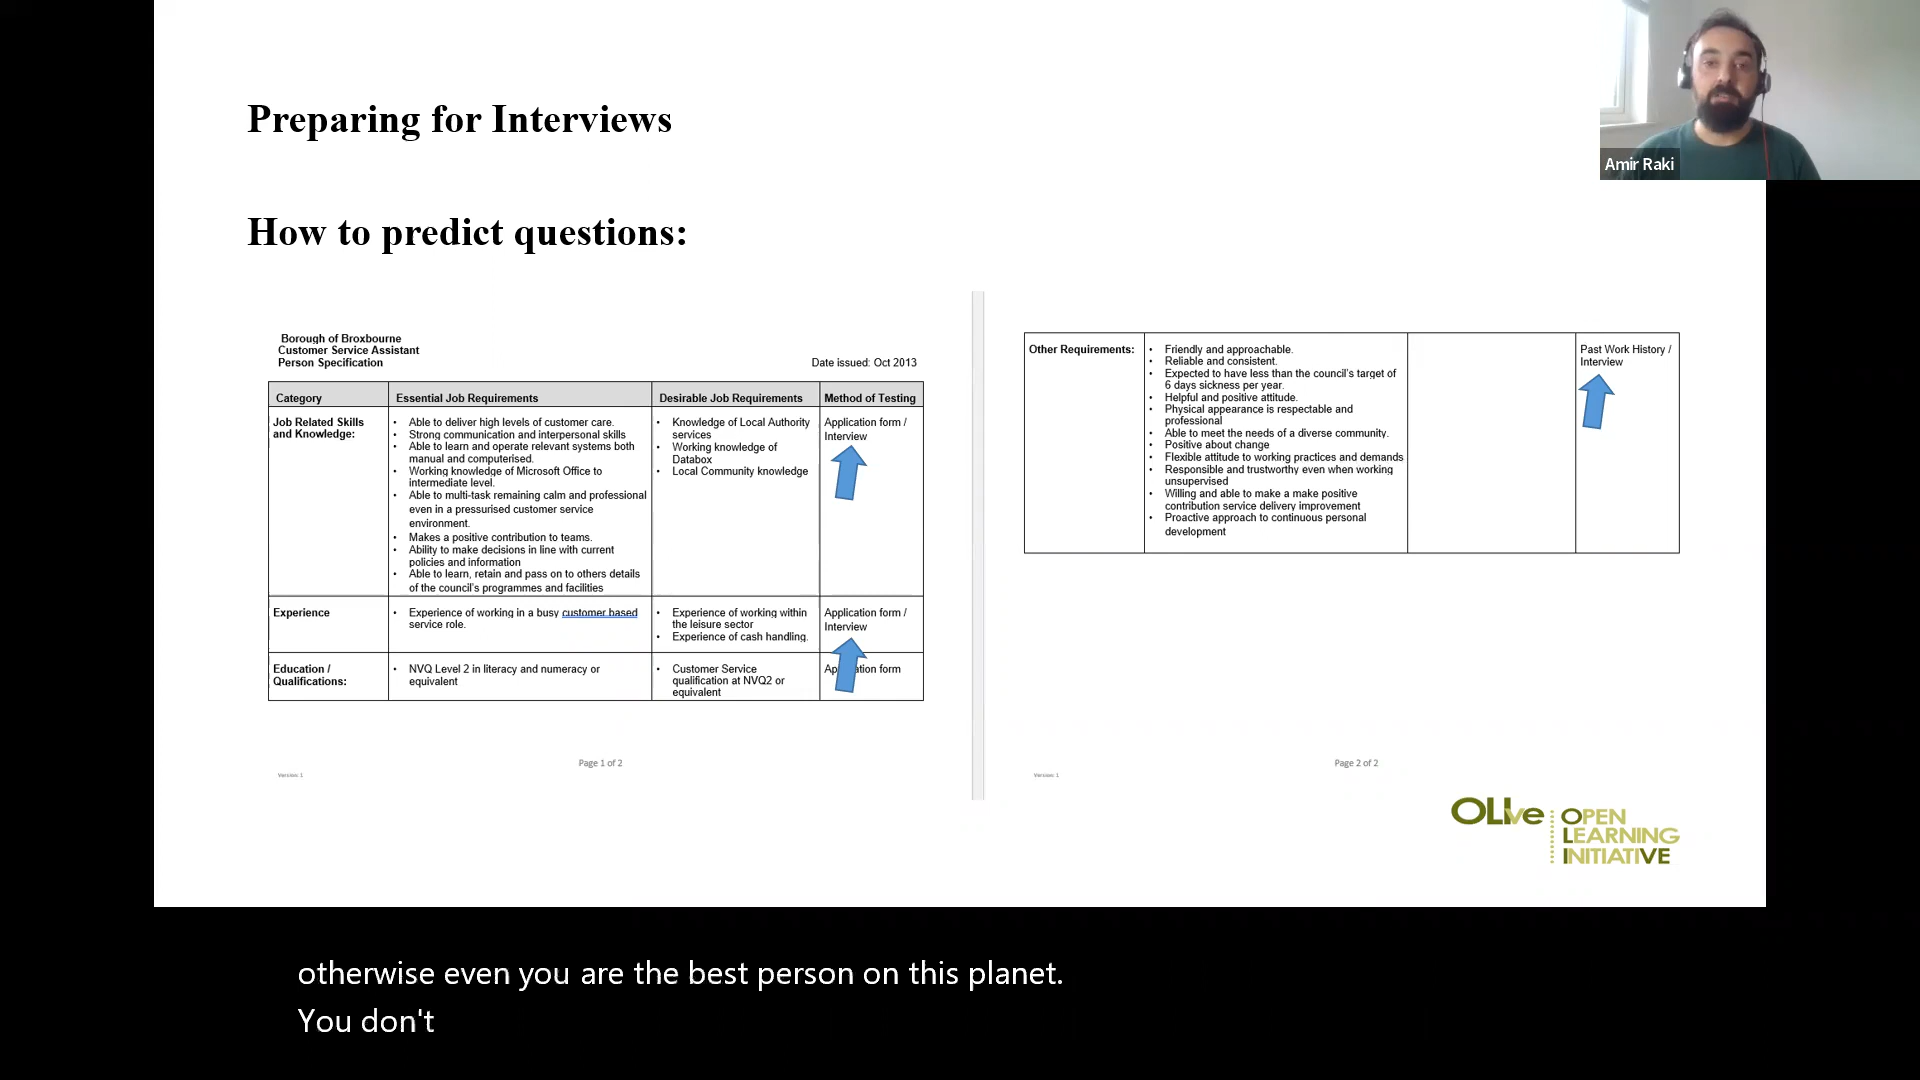 Preparing for Interviews
How to predict questions:
Borough of Broxbourne
Customer Service Assistant
Person Specification
Date issued: Oct 2013
Category
Essential Job Requirements
Desirable Job Requirements
Method of Testing
Job Related Skills
and Knowledge:
• Able to deliver high levels of customer care.
• Strong communication and interpersonal skills
• Able to learn and operate relevant systems both
manual and computerised.
• Working knowledge of Microsoft Office to
intermediate level.
• Able to multi-task remaining calm and professional
even in a pressurised customer service
environment.
• Makes a positive contribution to teams.
• Ability to make decisions in line with current
policies and information
• Able to learn, retain and pass on to others details
of the council's programmes and facilities
• Knowledge of Local Authority
services
• Working knowledge of
Databox
• Local Community knowledge
Application form /
Interview
Experience
• Experience of working in a busy customer based
service role.
• Experience of working within
the leisure sector
• Experience of cash handling.
Application form /
Interview
Education /
Qualifications:
• NVQ Level 2 in literacy and numeracy or
equivalent
• Customer Service
qualification at NVQ2 or
equivalent
form
Page 1 of 2
Version 1
Other Requirements:
• Friendly and approachable.
• Reliable and consistent.
• Expected to have less than the council's target of
6 days sickness per year.
• Helpful and positive attitude.
• Physical appearance is respectable and
professional
• Able to meet the needs of a diverse community.
• Positive about change
• Flexible attitude to working practices and demands
• Responsible and trustworthy even when working
unsupervised
• Willing and able to make a make positive
contribution service delivery improvement
• Proactive approach to continuous personal
development
Past Work History /
Interview
Page 2 of 2
Version 1
OLIve
OPEN
LEARNING
INITIATIVE
Amir Raki
otherwise even you are the best person on this planet.
You don't